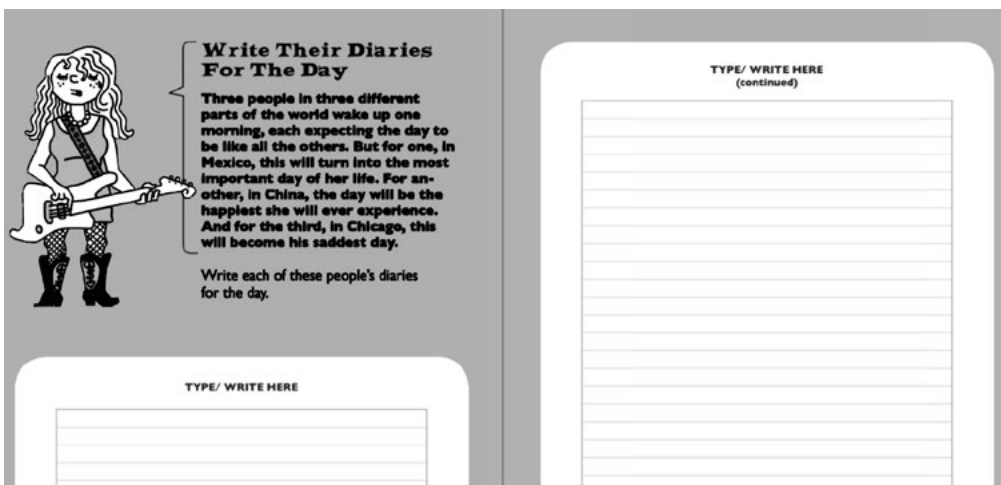 Write Their Diaries
For The Day
Three people in three different
parts of the world wake up one
morning, each expecting the day to
be like all the others. But for one, in
Mexico, this will turn into the most
important day of her life. For an-
other, in China, the day will be the
happiest she will ever experience.
And for the third, in Chicago, this
will become his saddest day.
Write each of these people's diaries
for the day.
TYPE/ WRITE HERE
TYPE/ WRITE HERE
(continued)